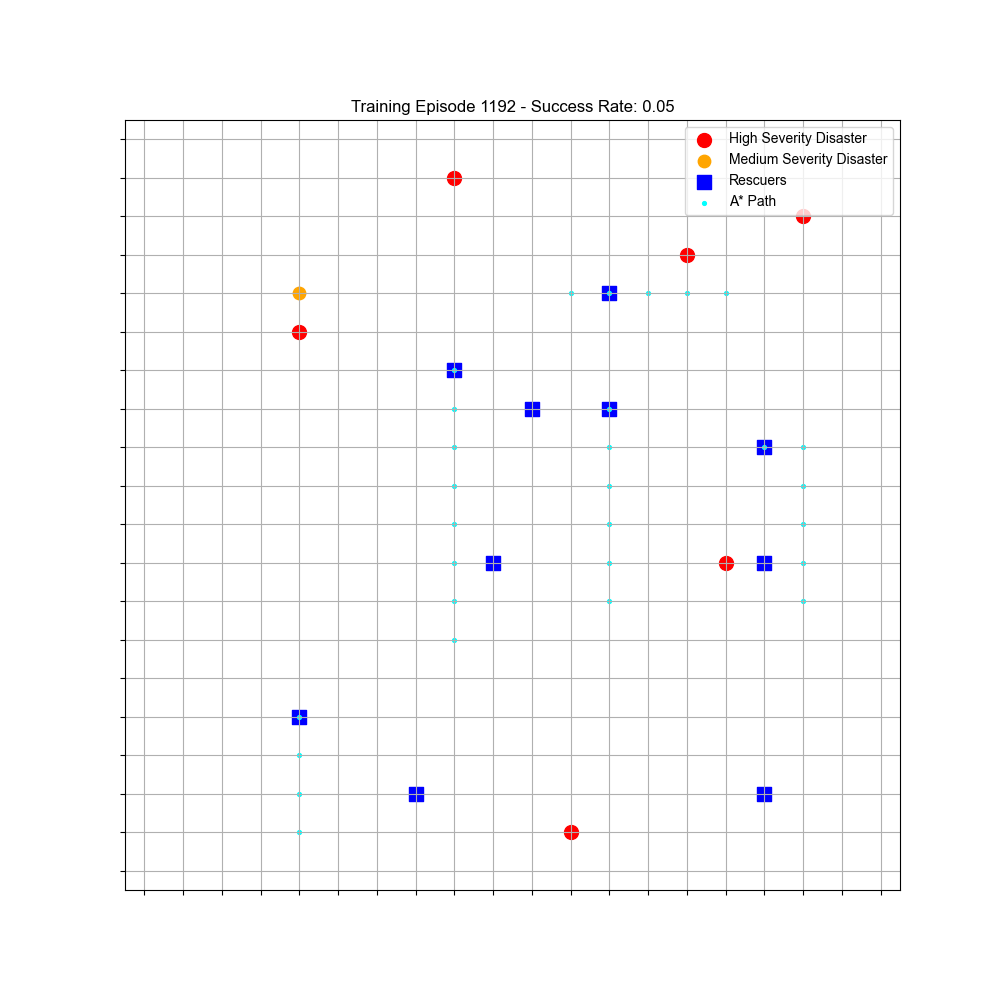 Training Episode 1192 - Success Rate: 0.05
High Severity Disaster
Medium Severity Disaster
Rescuers
A* Path